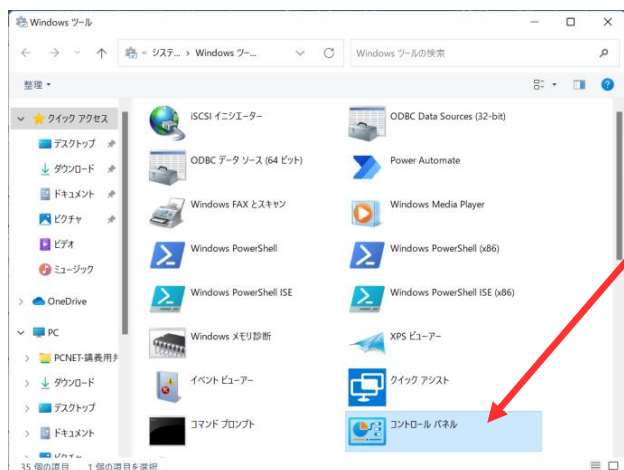 Windows ツール
システ... › Windows ツー...
Windows ツールの検索
整理
クイック アクセス
デスクトップ
ダウンロード
ドキュメント
ピクチャ
ビデオ
ミュージック
OneDrive
PC
PCNET-講義用
ダウンロード
デスクトップ
ドキュメント
iSCSI イニシエーター
ODBC Data Sources (32-bit)
ODBC データ ソース (64 ビット)
Power Automate
Windows FAX とスキャン
Windows Media Player
Windows PowerShell
Windows PowerShell (x86)
Windows PowerShell ISE
Windows PowerShell ISE (x86)
Windows メモリ診断
XPS ビューアー
イベント ビューアー
クイック アシスト
コマンド プロンプト
コントロール パネル
35 個の項目 1 個の項目を選択